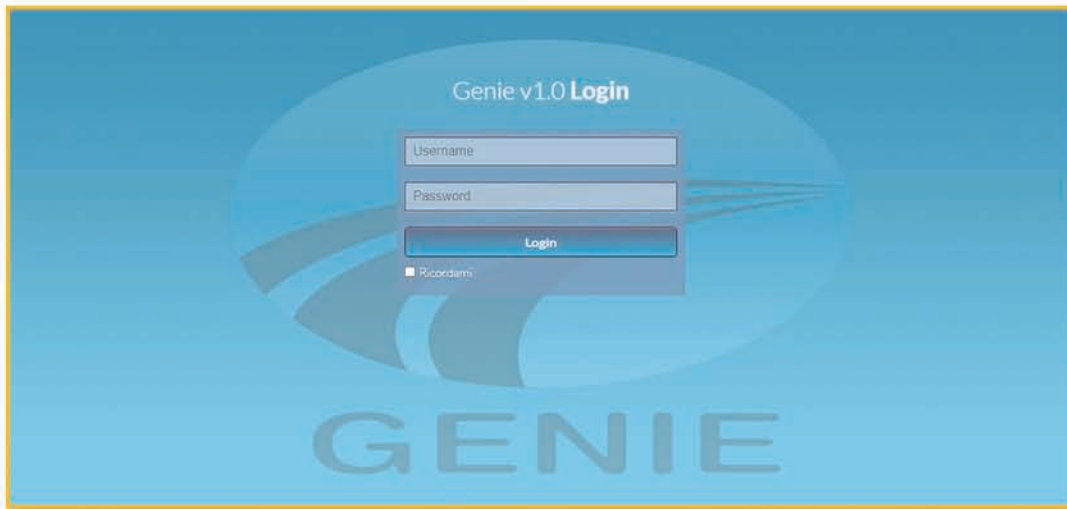 Genie v1.0 Login
Username
Password
Login
Ricordami
GENIE